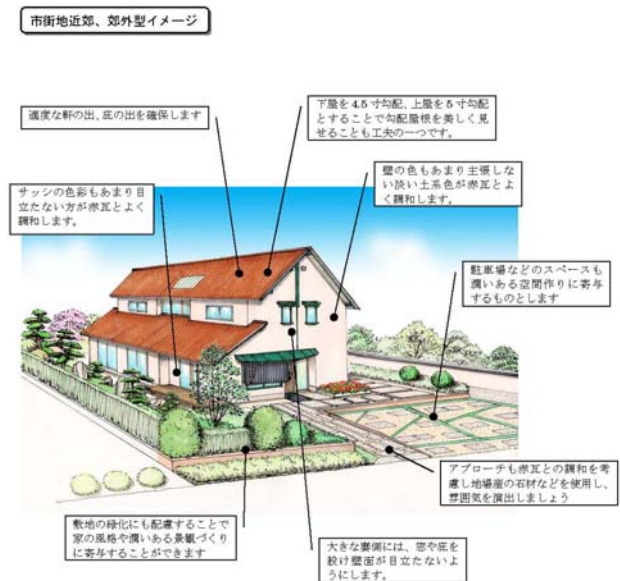 市街地近郊、郊外型イメージ
適度な軒の出、庇の出を確保します
下屋を 4.5 寸勾配、上屋を 5 寸勾配
とすることで勾配屋根を美しく見
せることも工夫の一つです。
サッシの色彩もあまり目
立たない方が赤瓦とよく
調和します。
壁の色もあまり主張しな
い淡い土系色が赤瓦とよ
く調和します。
駐車場などのスペースも
潤いある空間作りに寄与
するものとします
アプローチも赤瓦との調和を考
慮し地場産の石材などを使用し、
雰囲気を演出しましょう
敷地の緑化にも配慮することで
家の風格や潤いある景観づくり
に寄与することができます
大きな妻側には、窓や庇を
設け壁面が目立たないよ
うにします。